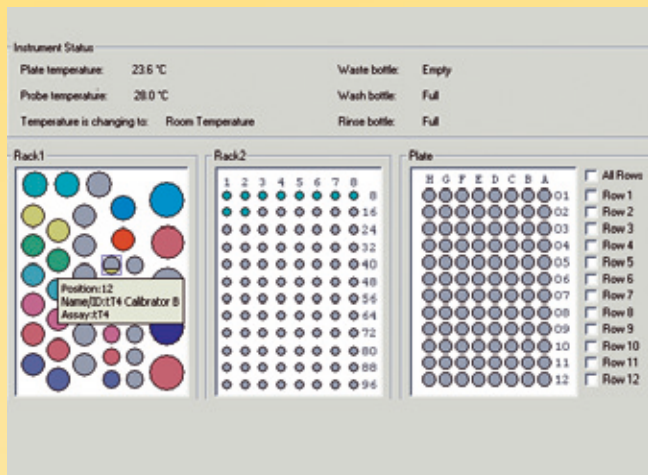 Instrument Status
Plate temperature: 23.6 °C Waste bottle: Empty
Probe temperature: 28.0 °C Wash bottle: Full
Temperature is changing to: Room Temperature Rinse bottle: Full
Rack1
Position:12
Name/ID:tT4 Calibrator B
Assay:tT4
Rack2
1 2 3 4 5 6 7 8
8
16
24
32
40
48
56
64
72
80
88
96
Plate
H G F E D C B A
01
02
03
04
05
06
07
08
09
10
11
12
All Rows
Row 1
Row 2
Row 3
Row 4
Row 5
Row 6
Row 7
Row 8
Row 9
Row 10
Row 11
Row 12